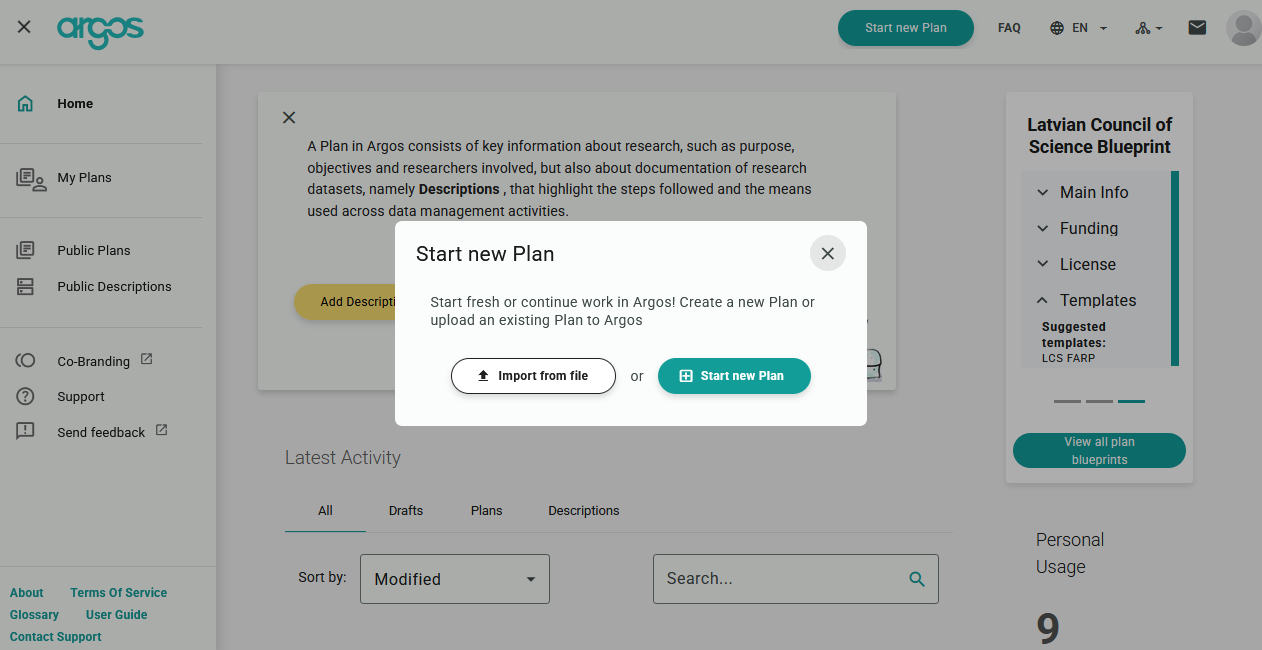 argos
Start new Plan
FAQ
EN
Home
My Plans
Public Plans
Public Descriptions
Co-Branding
Support
Send feedback
About Terms Of Service
Glossary User Guide
Contact Support
A Plan in Argos consists of key information about research, such as purpose,
objectives and researchers involved, but also about documentation of research
datasets, namely Descriptions , that highlight the steps followed and the means
used across data management activities.
Add Descripti
Start new Plan
Start fresh or continue work in Argos! Create a new Plan or
upload an existing Plan to Argos
Import from file or Start new Plan
Latest Activity
All Drafts Plans Descriptions
Sort by: Modified
Search...
Latvian Council of
Science Blueprint
Main Info
Funding
License
Templates
Suggested
templates:
LCS FARP
View all plan
blueprints
Personal
Usage
9